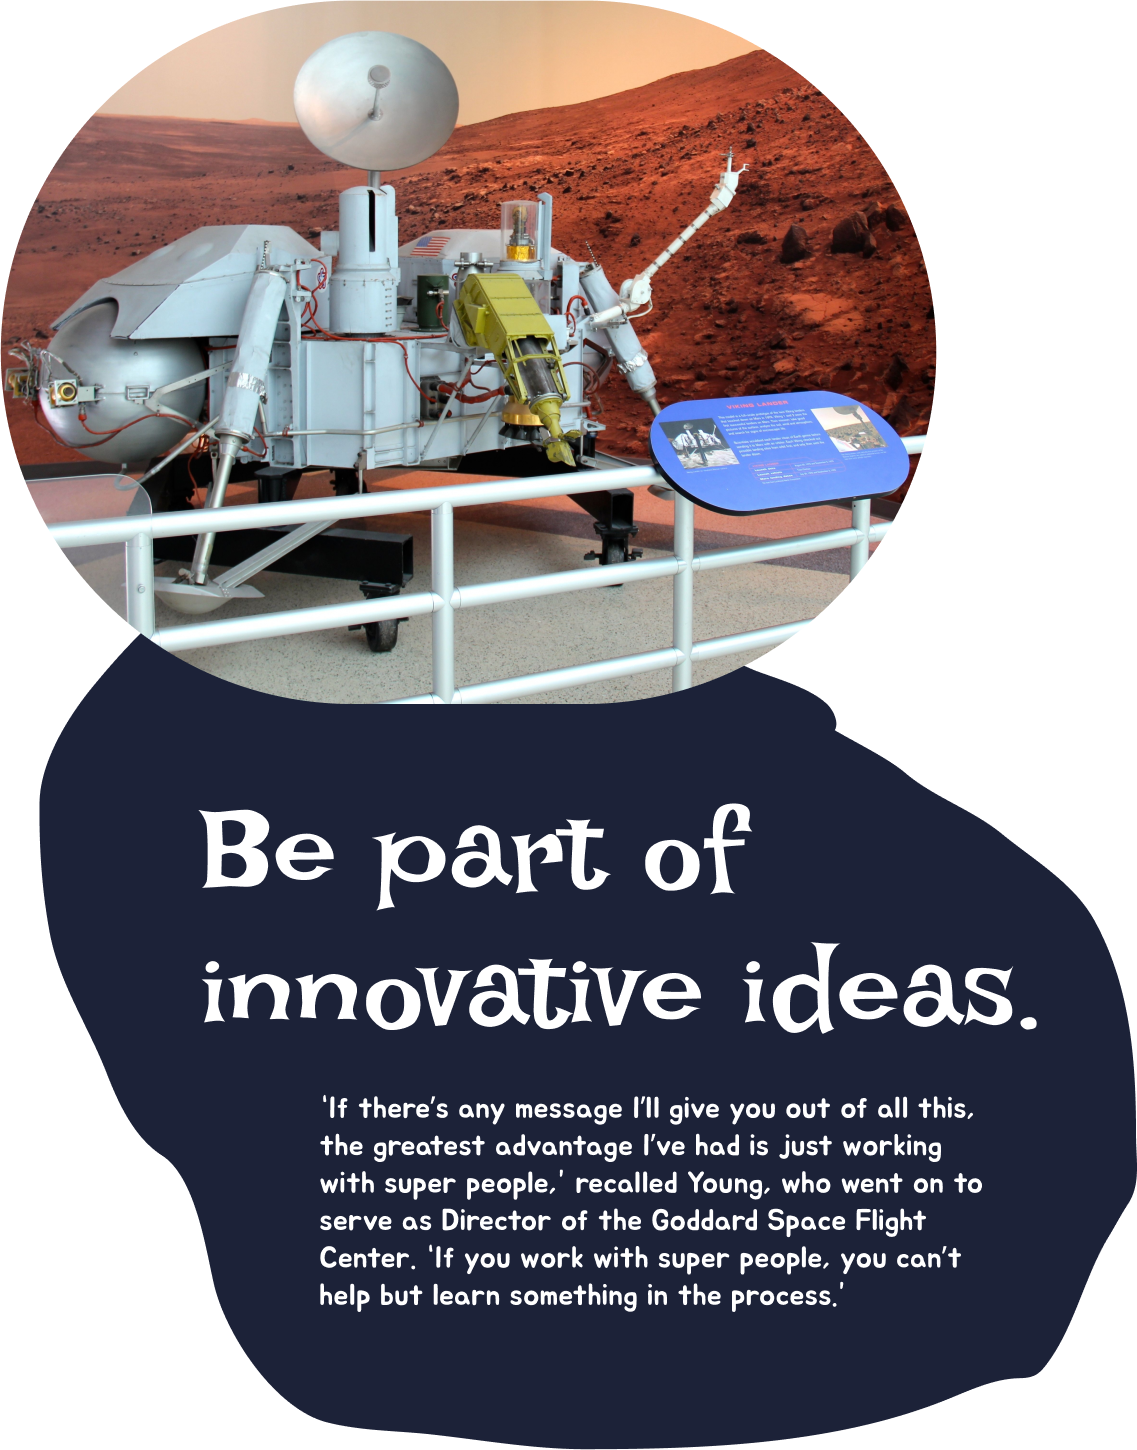 VIKING LANDER
Be part of
innovative ideas.
‘If there’s any message I’ll give you out of all this,
the greatest advantage I’ve had is just working
with super people,’ recalled Young, who went on to
serve as Director of the Goddard Space Flight
Center. ‘If you work with super people, you can’t
help but learn something in the process.’